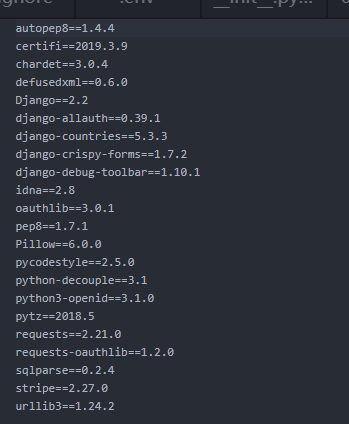 .env
__init__.py...
autopep8==1.4.4
certifi==2019.3.9
chardet==3.0.4
defusedxml==0.6.0
Django==2.2
django-allauth==0.39.1
django-countries==5.3.3
django-crispy-forms==1.7.2
django-debug-toolbar==1.10.1
idna==2.8
oauthlib==3.0.1
pep8==1.7.1
Pillow==6.0.0
pycodestyle==2.5.0
python-decouple==3.1
python3-openid==3.1.0
pytz==2018.5
requests==2.21.0
requests-oauthlib==1.2.0
sqlparse==0.2.4
stripe==2.27.0
urllib3==1.24.2